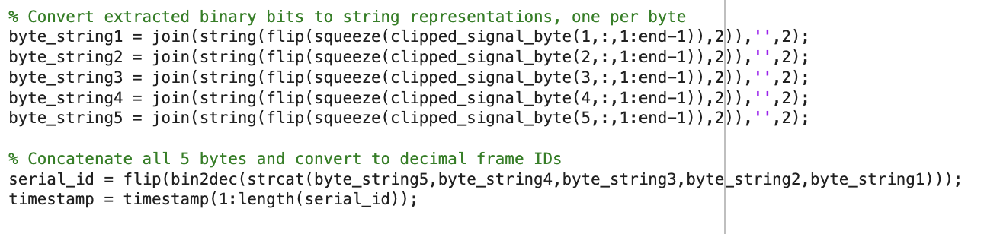 % Convert extracted binary bits to string representations, one per byte
byte_string1 = join(string(flip(squeeze(clipped_signal_byte(1,:,1:end-1)),2)),'',2);
byte_string2 = join(string(flip(squeeze(clipped_signal_byte(2,:,1:end-1)),2)),'',2);
byte_string3 = join(string(flip(squeeze(clipped_signal_byte(3,:,1:end-1)),2)),'',2);
byte_string4 = join(string(flip(squeeze(clipped_signal_byte(4,:,1:end-1)),2)),'',2);
byte_string5 = join(string(flip(squeeze(clipped_signal_byte(5,:,1:end-1)),2)),'',2);
% Concatenate all 5 bytes and convert to decimal frame IDs
serial_id = flip(bin2dec(strcat(byte_string5,byte_string4,byte_string3,byte_string2,byte_string1)));
timestamp = timestamp(1:length(serial_id));